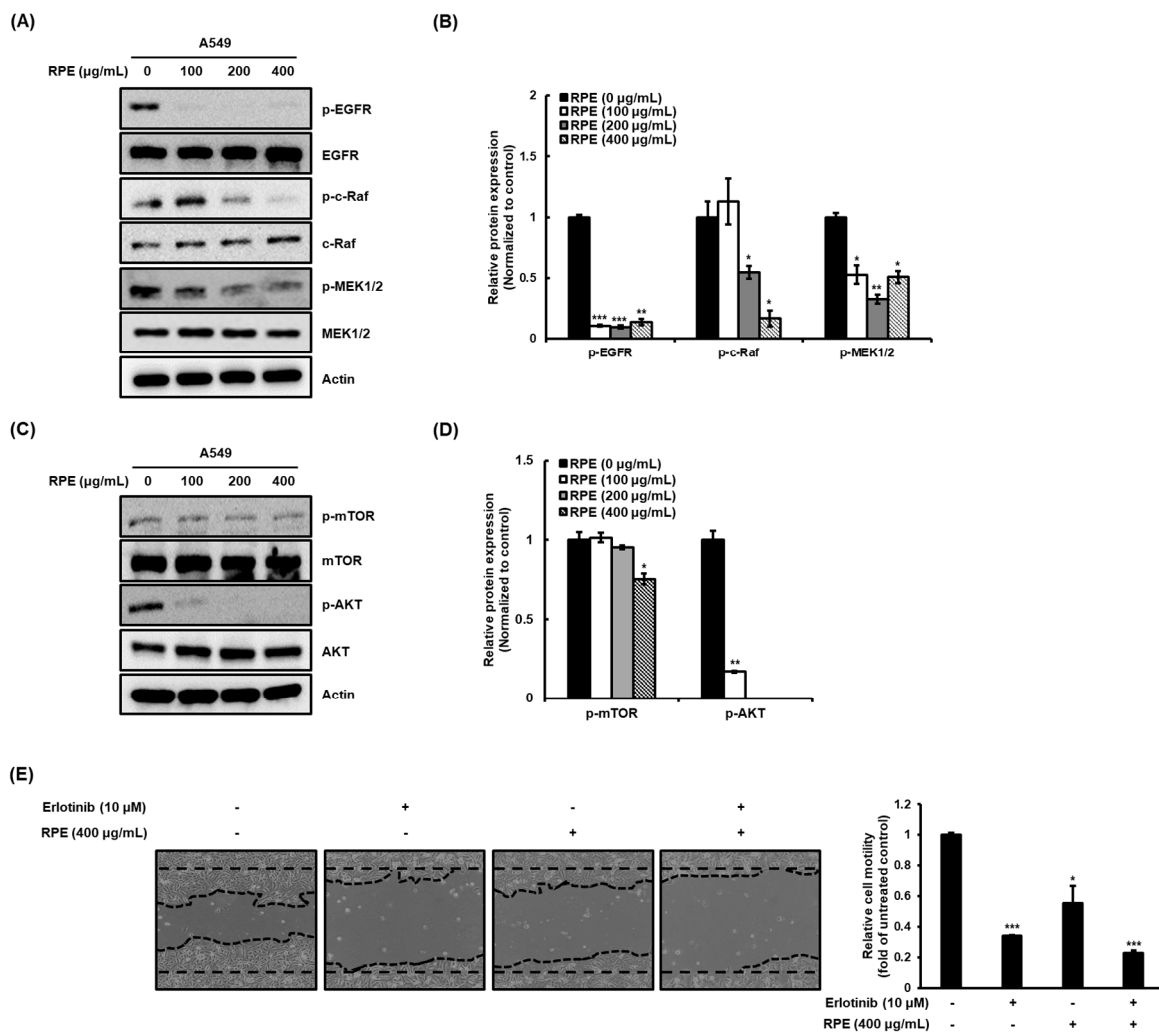 (A)
A549
RPE (µg/mL) 0 100 200 400
p-EGFR
EGFR
p-c-Raf
c-Raf
p-MEK1/2
MEK1/2
Actin
(B)
Relative protein expression
(Normalized to control)
2
1.5
1
0.5
0
RPE (0 µg/mL)
RPE (100 µg/mL)
RPE (200 µg/mL)
RPE (400 µg/mL)
*** *** **
* *
* ** *
p-EGFR p-c-Raf p-MEK1/2
(C)
A549
RPE (µg/mL) 0 100 200 400
p-mTOR
mTOR
p-AKT
AKT
Actin
(D)
Relative protein expression
(Normalized to control)
1.5
1
0.5
0
RPE (0 µg/mL)
RPE (100 µg/mL)
RPE (200 µg/mL)
RPE (400 µg/mL)
*
**
p-mTOR p-AKT
(E)
Erlotinib (10 µM) - + - +
RPE (400 µg/mL) - - + +
Relative cell motility
(fold of untreated control)
1.2
1
0.8
0.6
0.4
0.2
0
*** * ***
Erlotinib (10 µM) - + - +
RPE (400 µg/mL) - - + +